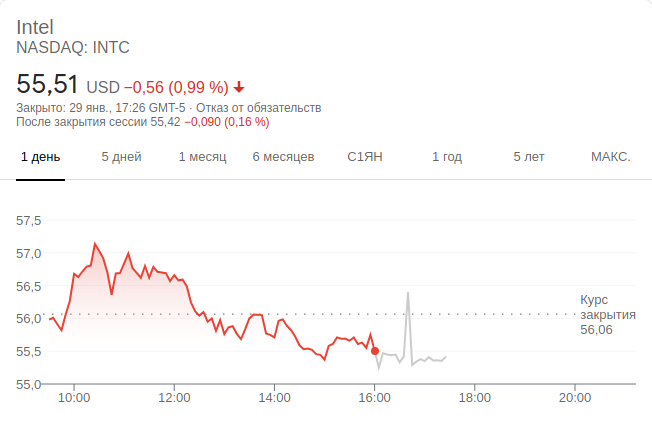 Intel
NASDAQ: INTC
55,51 USD −0,56 (0,99 %)
Закрыто: 29 янв., 17:26 GMT-5 · Отказ от обязательств
После закрытия сессии 55,42 −0,090 (0,16 %)
1 день 5 дней 1 месяц 6 месяцев С1ЯН 1 год 5 лет МАКС.
57,5
57,0
56,5
56,0
55,5
55,0
Курс
закрытия
56,06
10:00 12:00 14:00 16:00 18:00 20:00